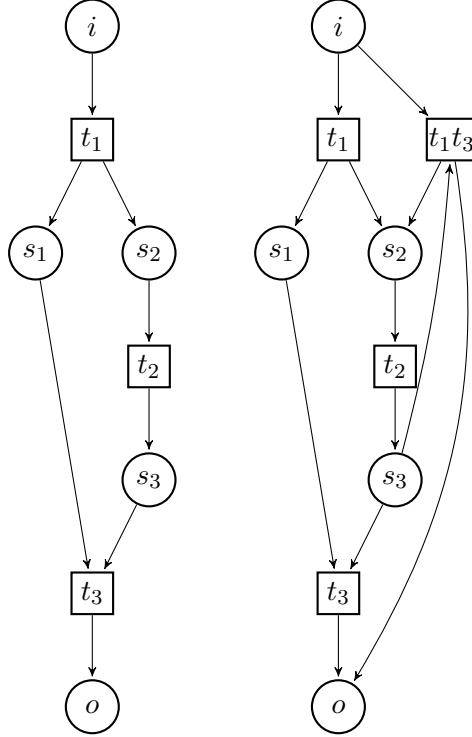 i i
t₁ t₁ t₁t₃
s₁ s₂ s₁ s₂
t₂ t₂
s₃ s₃
t₃ t₃
o o